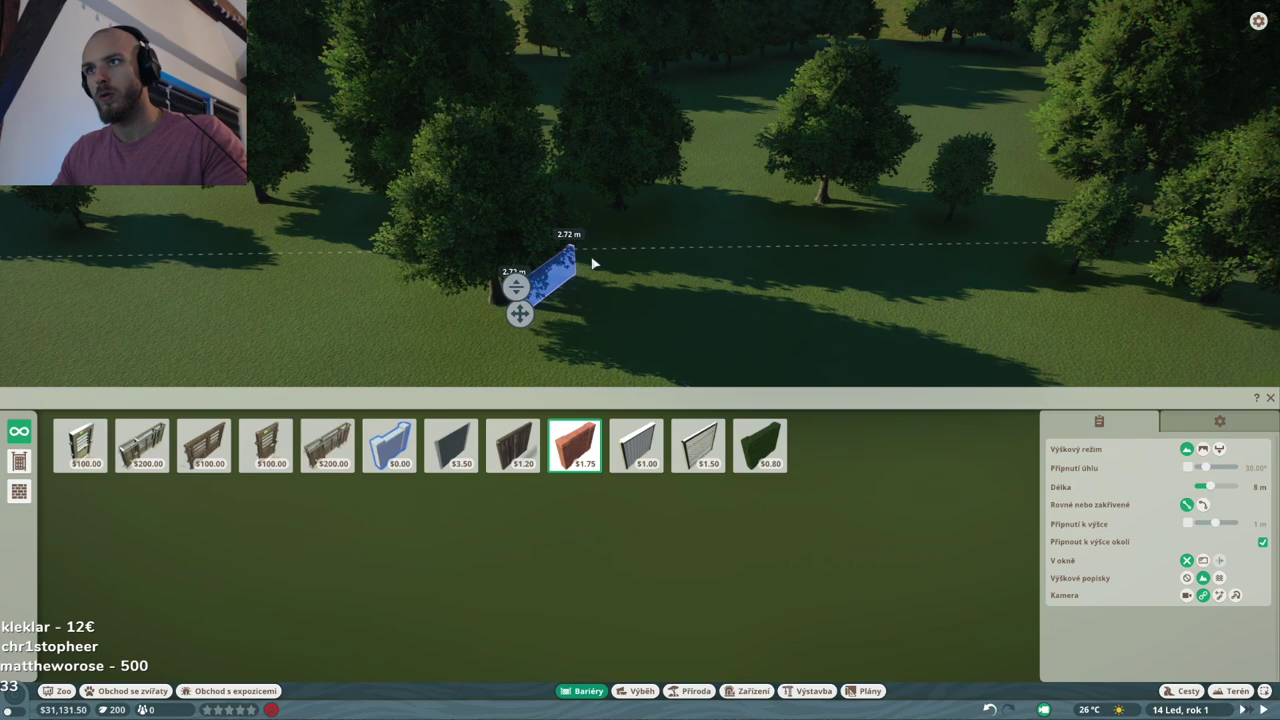 2.72 m
2.72 m
?
$100.00
$200.00
$100.00
$100.00
$200.00
$0.00
$3.50
$1.20
$1.75
$1.00
$1.50
$0.80
Výškový režim
Připnutí úhlu 30.00°
Délka 8 m
Rovné nebo zakřivené
Připnutí k výšce 1 m
Připnout k výšce okolí
V okně
Výškové popisky
Kamera
kleklar - 12€
chr1stopheer
mattheworose - 500
33
Zoo Obchod se zvířaty Obchod s expozicemi Bariéry Výběh Příroda Zařízení Výstavba Plány Cesty Terén
$31,131.50 200 0 26 °C 14 Led, rok 1